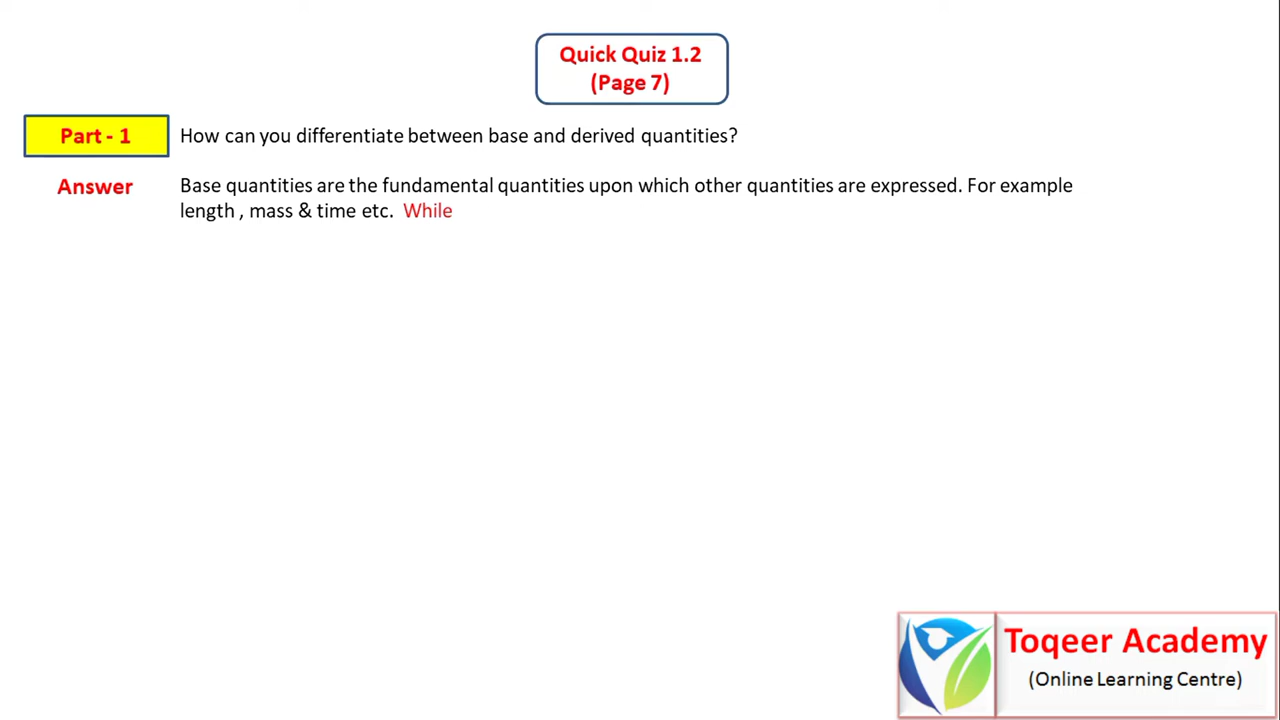 Quick Quiz 1.2
(Page 7)
Part - 1
How can you differentiate between base and derived quantities?
Answer
Base quantities are the fundamental quantities upon which other quantities are expressed. For example
length , mass & time etc. While
Toqeer Academy
(Online Learning Centre)